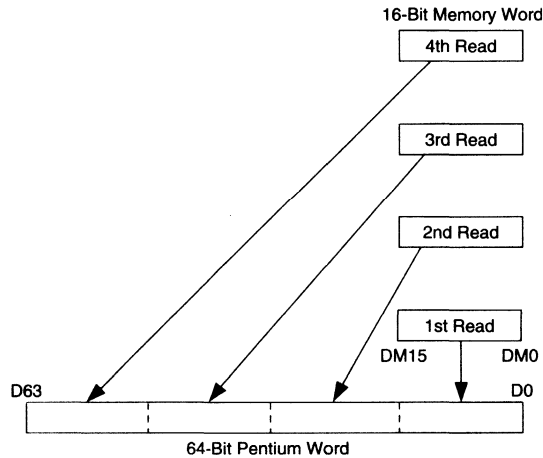 16-Bit Memory Word
4th Read
3rd Read
2nd Read
1st Read
DM15 DM0
D63 D0
64-Bit Pentium Word